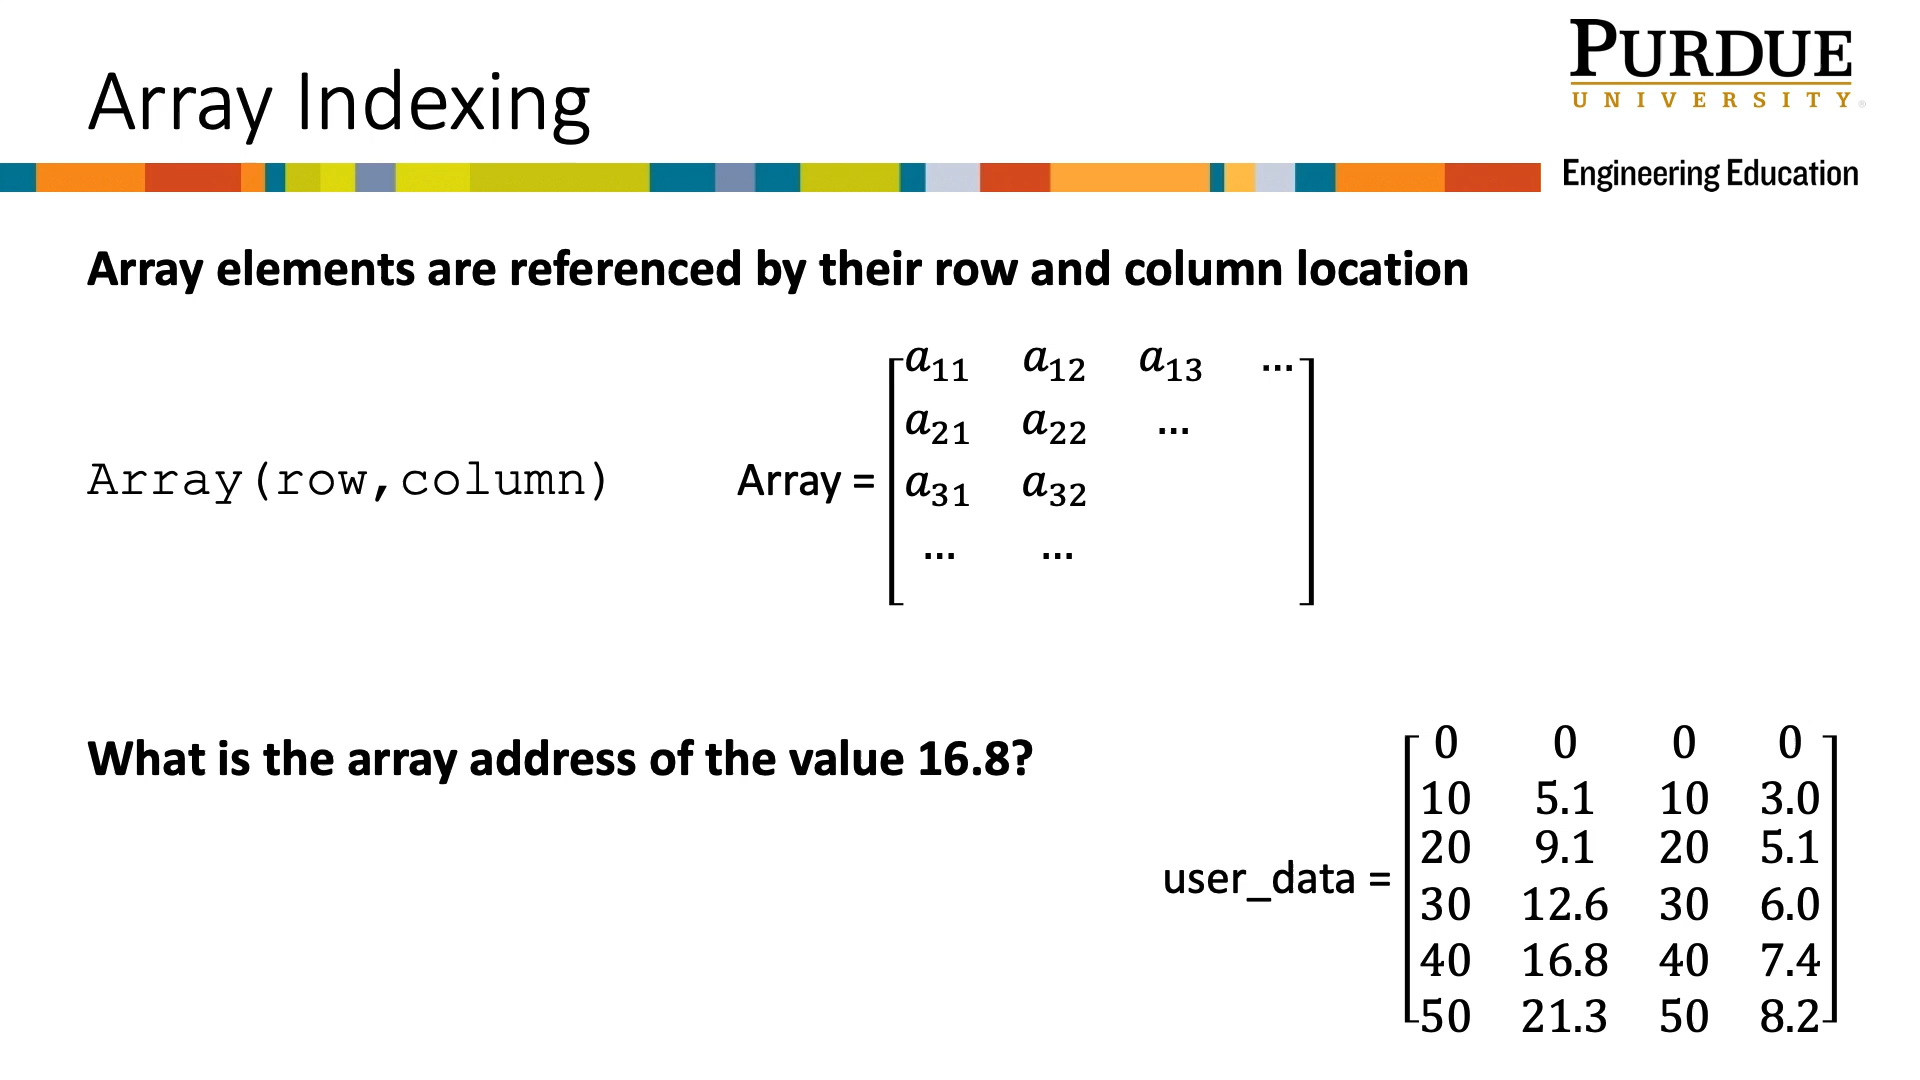 PURDUE
UNIVERSITY®
Array Indexing
Engineering Education
Array elements are referenced by their row and column location
Array(row,column)
Array =
a11 a12 a13 ...
a21 a22 ...
a31 a32
... ...
What is the array address of the value 16.8?
user_data =
0 0 0 0
10 5.1 10 3.0
20 9.1 20 5.1
30 12.6 30 6.0
40 16.8 40 7.4
50 21.3 50 8.2